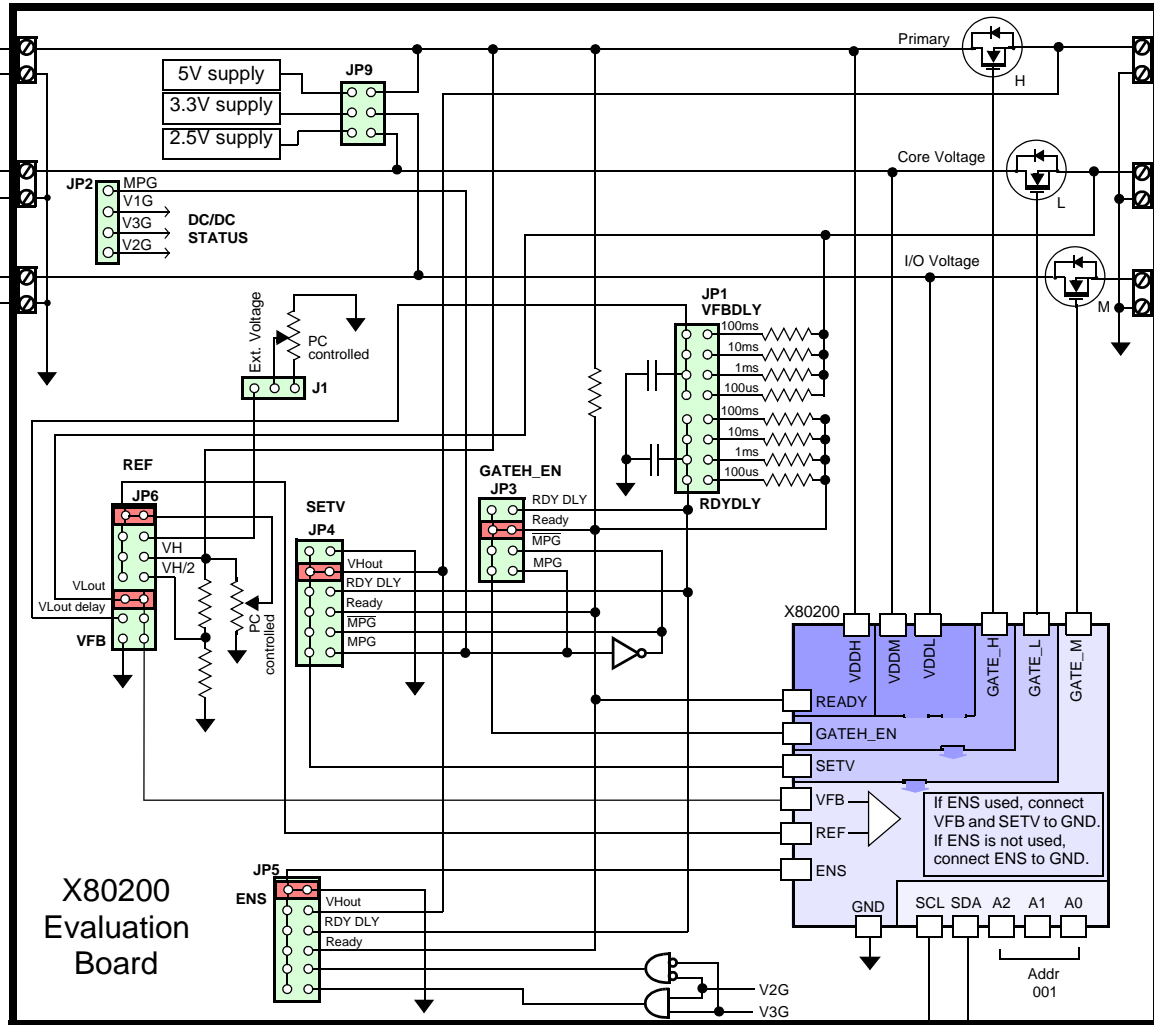 Primary
H
5V supply
3.3V supply
2.5V supply
JP9
Core Voltage
L
JP2
MPG
V1G
V3G
V2G
DC/DC
STATUS
I/O Voltage
M
Ext. Voltage
PC
controlled
J1
JP1
VFBDLY
100ms
10ms
1ms
100us
100ms
10ms
1ms
100us
RDYDLY
REF
JP6
VH
VH/2
VLout
VLout delay
VFB
PC
controlled
SETV
JP4
VHout
RDY DLY
Ready
MPG
MPG
GATEH_EN
JP3
RDY DLY
Ready
MPG
MPG
X80200
VDDH
VDDM
VDDL
GATE_H
GATE_L
GATE_M
READY
GATEH_EN
SETV
VFB
REF
ENS
If ENS used, connect
VFB and SETV to GND.
If ENS is not used,
connect ENS to GND.
GND
SCL
SDA
A2
A1
A0
Addr
001
JP5
ENS
VHout
RDY DLY
Ready
V2G
V3G
X80200
Evaluation
Board